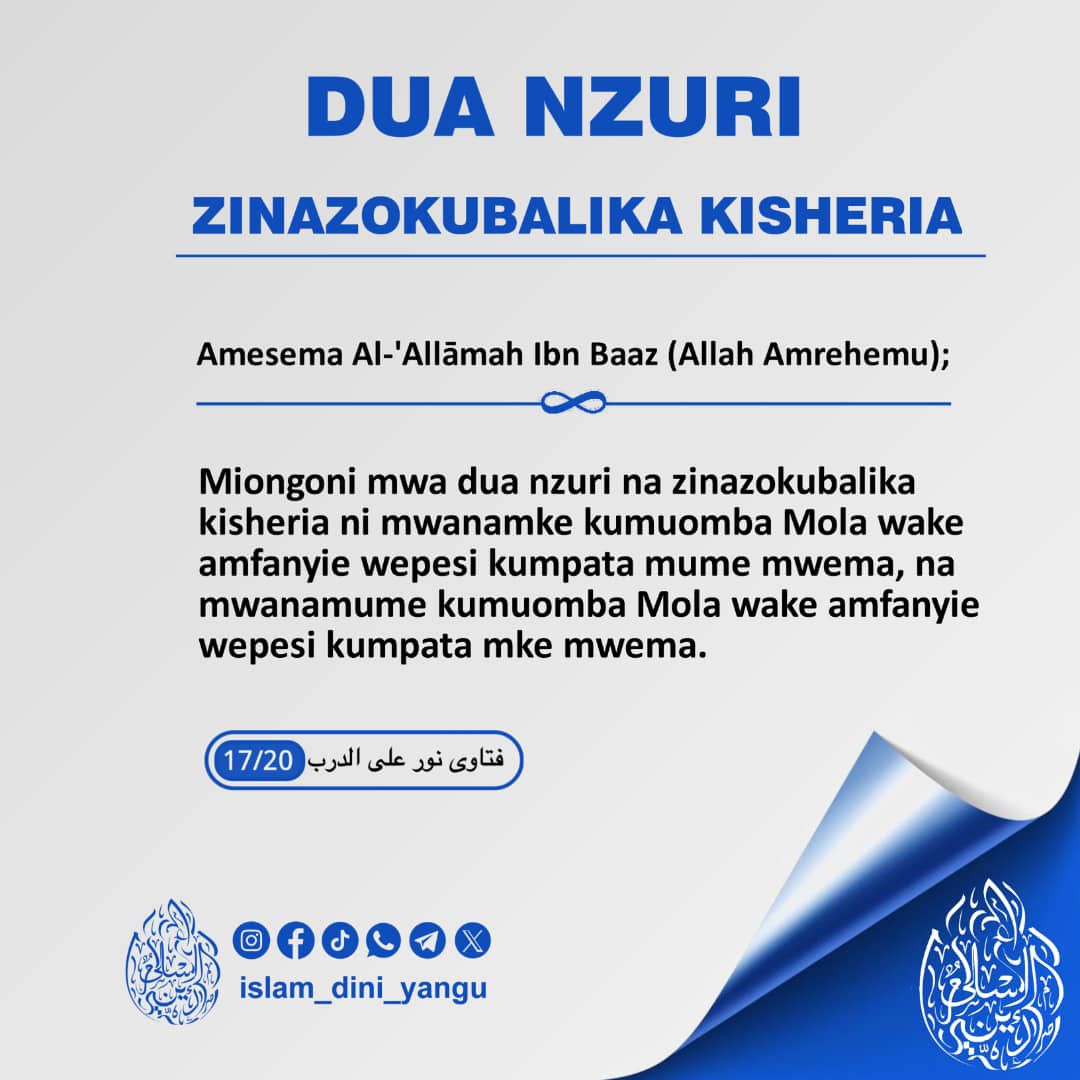 DUA NZURI
ZINAZOKUBALIKA KISHERIA
Amesema Al-'Allāmah Ibn Baaz (Allah Amrehemu);
Miongoni mwa dua nzuri na zinazokubalika
kisheria ni mwanamke kumuomba Mola wake
amfanyie wepesi kumpata mume mwema, na
mwanamume kumuomba Mola wake amfanyie
wepesi kumpata mke mwema.
17/20 فتاوى نور على الدرب
islam_dini_yangu